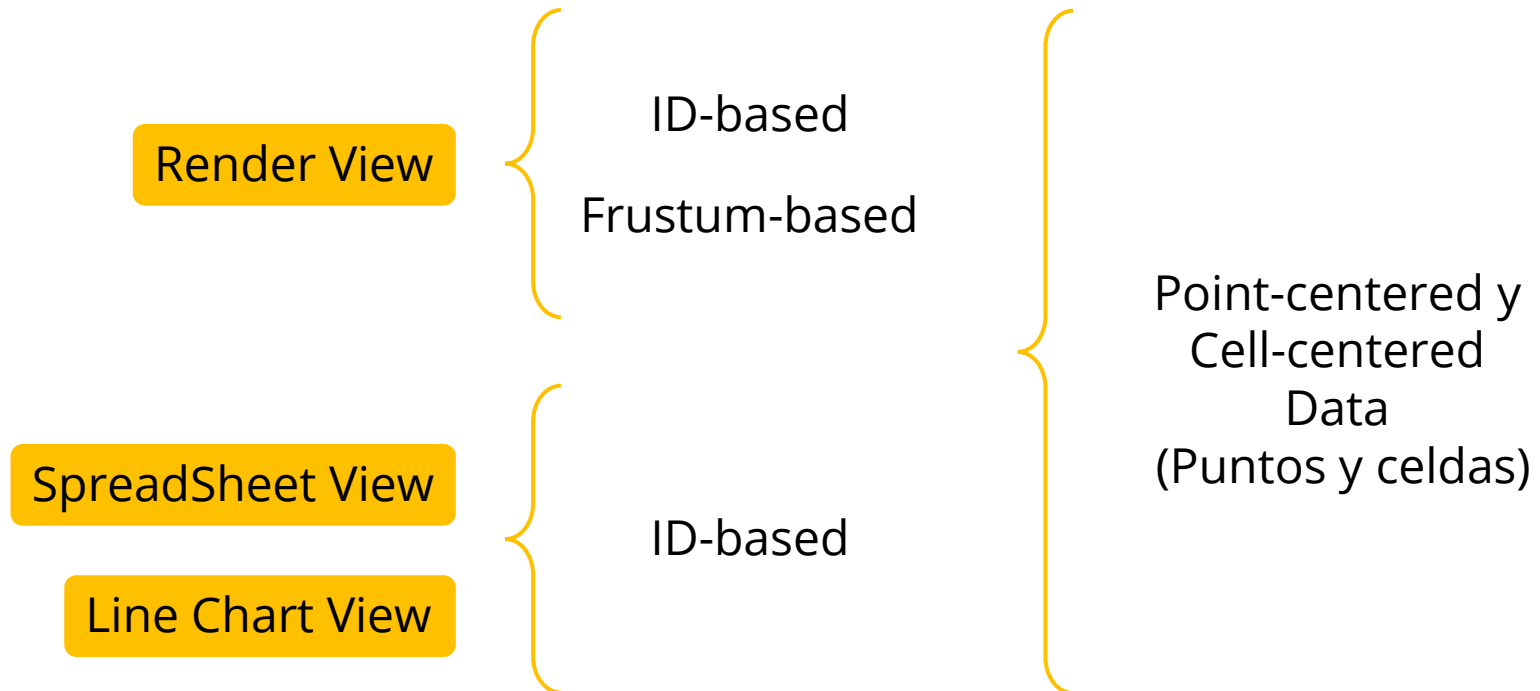 Render View
ID-based
Frustum-based
SpreadSheet View
Line Chart View
ID-based
Point-centered y
Cell-centered
Data
(Puntos y celdas)